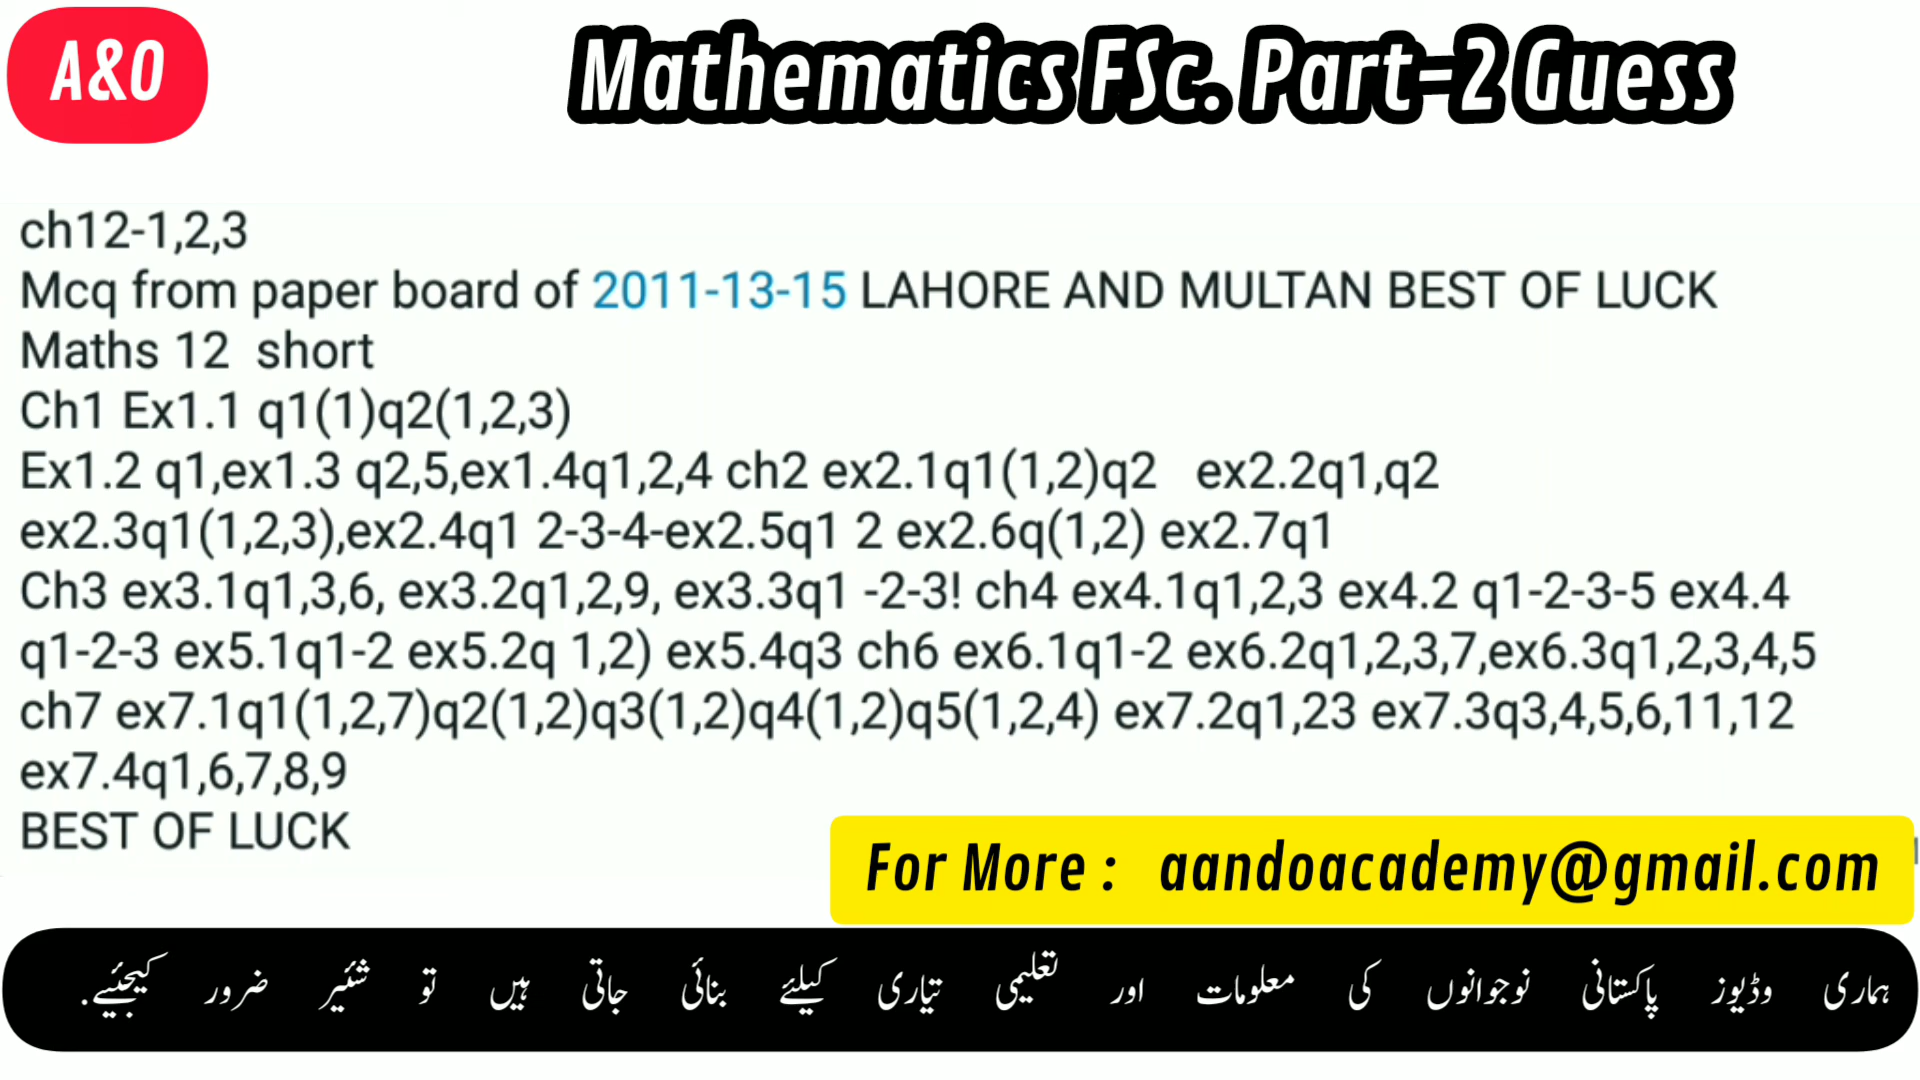 A&O
Mathematics FSc. Part-2 Guess
ch12-1,2,3
Mcq from paper board of 2011-13-15 LAHORE AND MULTAN BEST OF LUCK
Maths 12  short
Ch1 Ex1.1 q1(1)q2(1,2,3)
Ex1.2 q1,ex1.3 q2,5,ex1.4q1,2,4 ch2 ex2.1q1(1,2)q2   ex2.2q1,q2
ex2.3q1(1,2,3),ex2.4q1 2-3-4-ex2.5q1 2 ex2.6q(1,2) ex2.7q1
Ch3 ex3.1q1,3,6, ex3.2q1,2,9, ex3.3q1 -2-3! ch4 ex4.1q1,2,3 ex4.2 q1-2-3-5 ex4.4
q1-2-3 ex5.1q1-2 ex5.2q 1,2) ex5.4q3 ch6 ex6.1q1-2 ex6.2q1,2,3,7,ex6.3q1,2,3,4,5
ch7 ex7.1q1(1,2,7)q2(1,2)q3(1,2)q4(1,2)q5(1,2,4) ex7.2q1,23 ex7.3q3,4,5,6,11,12
ex7.4q1,6,7,8,9
BEST OF LUCK
For More :  aandoacademy@gmail.com
ہماری وڈیوز پاکستانی نوجوانوں کی معلومات اور تعلیمی تیاری کیلئے بنائی جاتی ہیں تو شئیر ضرور کیجئیے.